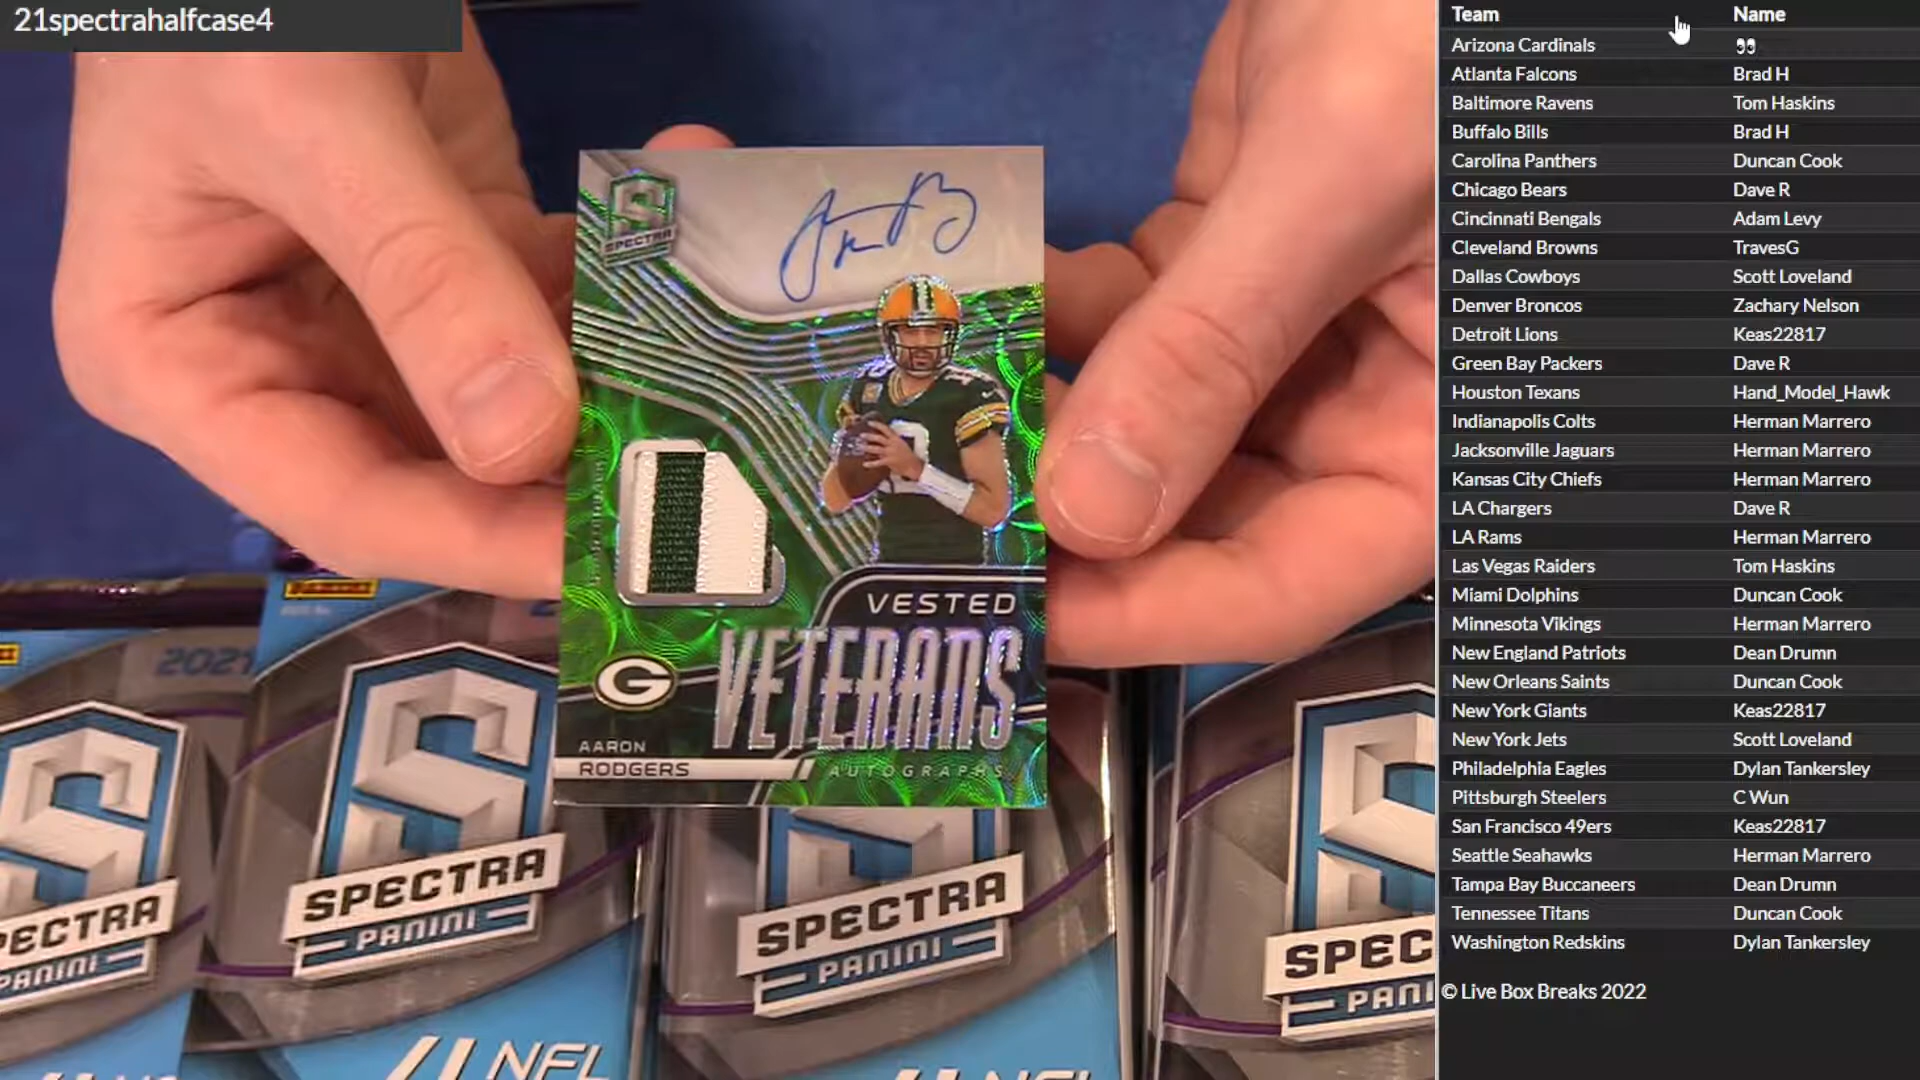 21spectrahalfcase4
SPECTRA
VESTED
VETERANS
AUTOGRAPHS
G
AARON
RODGERS
2021
PANINI
SPECTRA
PANINI
NFL
SPECTRA
PANINI
SPECTRA
PANINI
Team Name
Arizona Cardinals 👀
Atlanta Falcons Brad H
Baltimore Ravens Tom Haskins
Buffalo Bills Brad H
Carolina Panthers Duncan Cook
Chicago Bears Dave R
Cincinnati Bengals Adam Levy
Cleveland Browns TravesG
Dallas Cowboys Scott Loveland
Denver Broncos Zachary Nelson
Detroit Lions Keas22817
Green Bay Packers Dave R
Houston Texans Hand_Model_Hawk
Indianapolis Colts Herman Marrero
Jacksonville Jaguars Herman Marrero
Kansas City Chiefs Herman Marrero
LA Chargers Dave R
LA Rams Herman Marrero
Las Vegas Raiders Tom Haskins
Miami Dolphins Duncan Cook
Minnesota Vikings Herman Marrero
New England Patriots Dean Drumn
New Orleans Saints Duncan Cook
New York Giants Keas22817
New York Jets Scott Loveland
Philadelphia Eagles Dylan Tankersley
Pittsburgh Steelers C Wun
San Francisco 49ers Keas22817
Seattle Seahawks Herman Marrero
Tampa Bay Buccaneers Dean Drumn
Tennessee Titans Duncan Cook
Washington Redskins Dylan Tankersley
© Live Box Breaks 2022